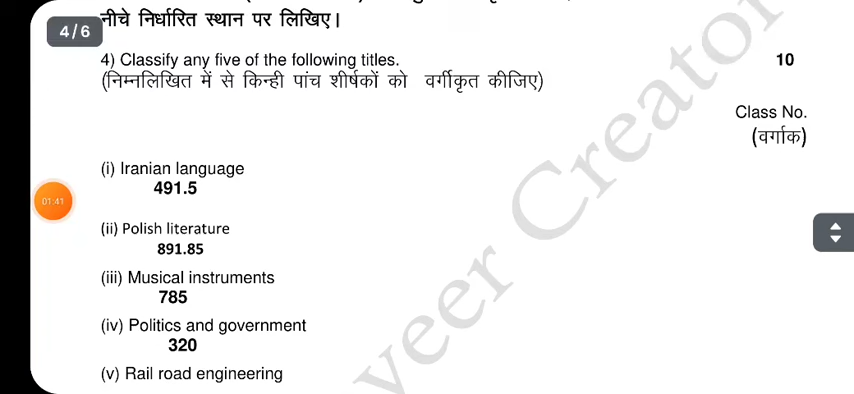 नीचे निर्धारित स्थान पर लिखिए।
4/6
4) Classify any five of the following titles. 10
(निम्नलिखित में से किन्ही पांच शीर्षकों को वर्गीकृत कीजिए)
Class No.
(वर्गांक)
(i) Iranian language
491.5
01:41
(ii) Polish literature
891.85
(iii) Musical instruments
785
(iv) Politics and government
320
(v) Rail road engineering
veer Creator